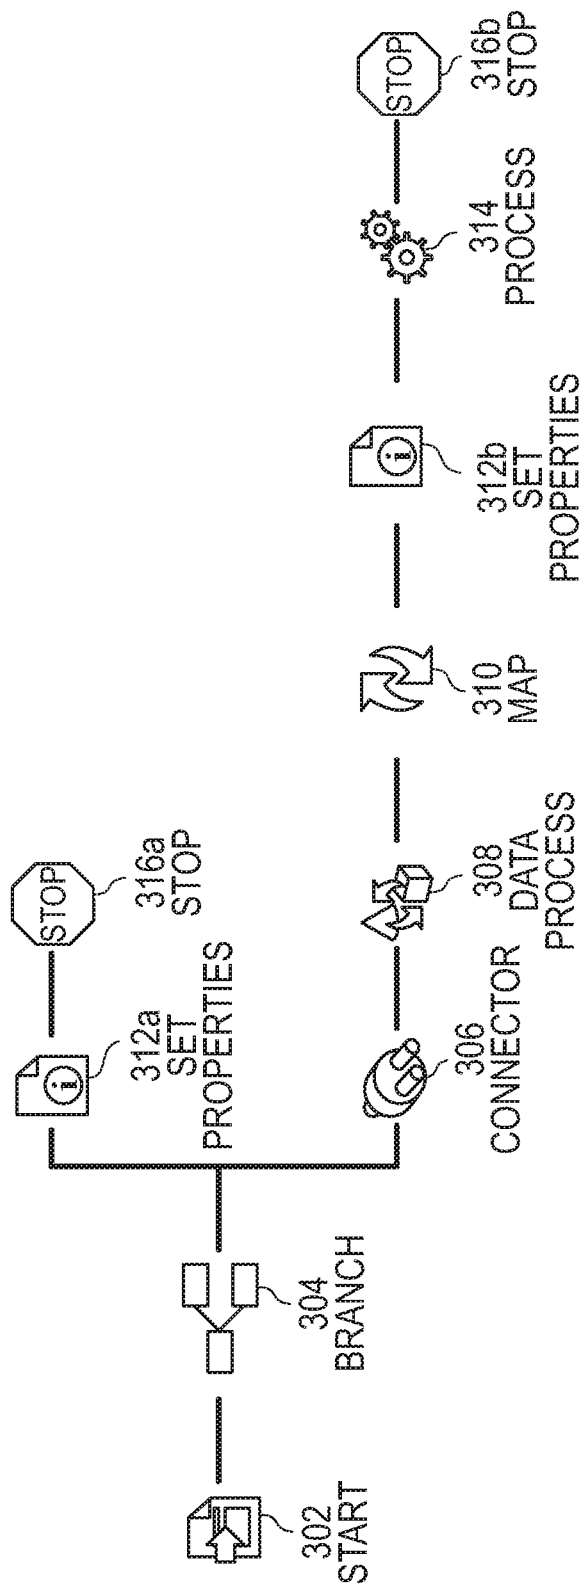 302
START
304
BRANCH
312a
SET
PROPERTIES
STOP
316a
STOP
306
CONNECTOR
308
DATA
PROCESS
310
MAP
312b
SET
PROPERTIES
314
PROCESS
STOP
316b
STOP